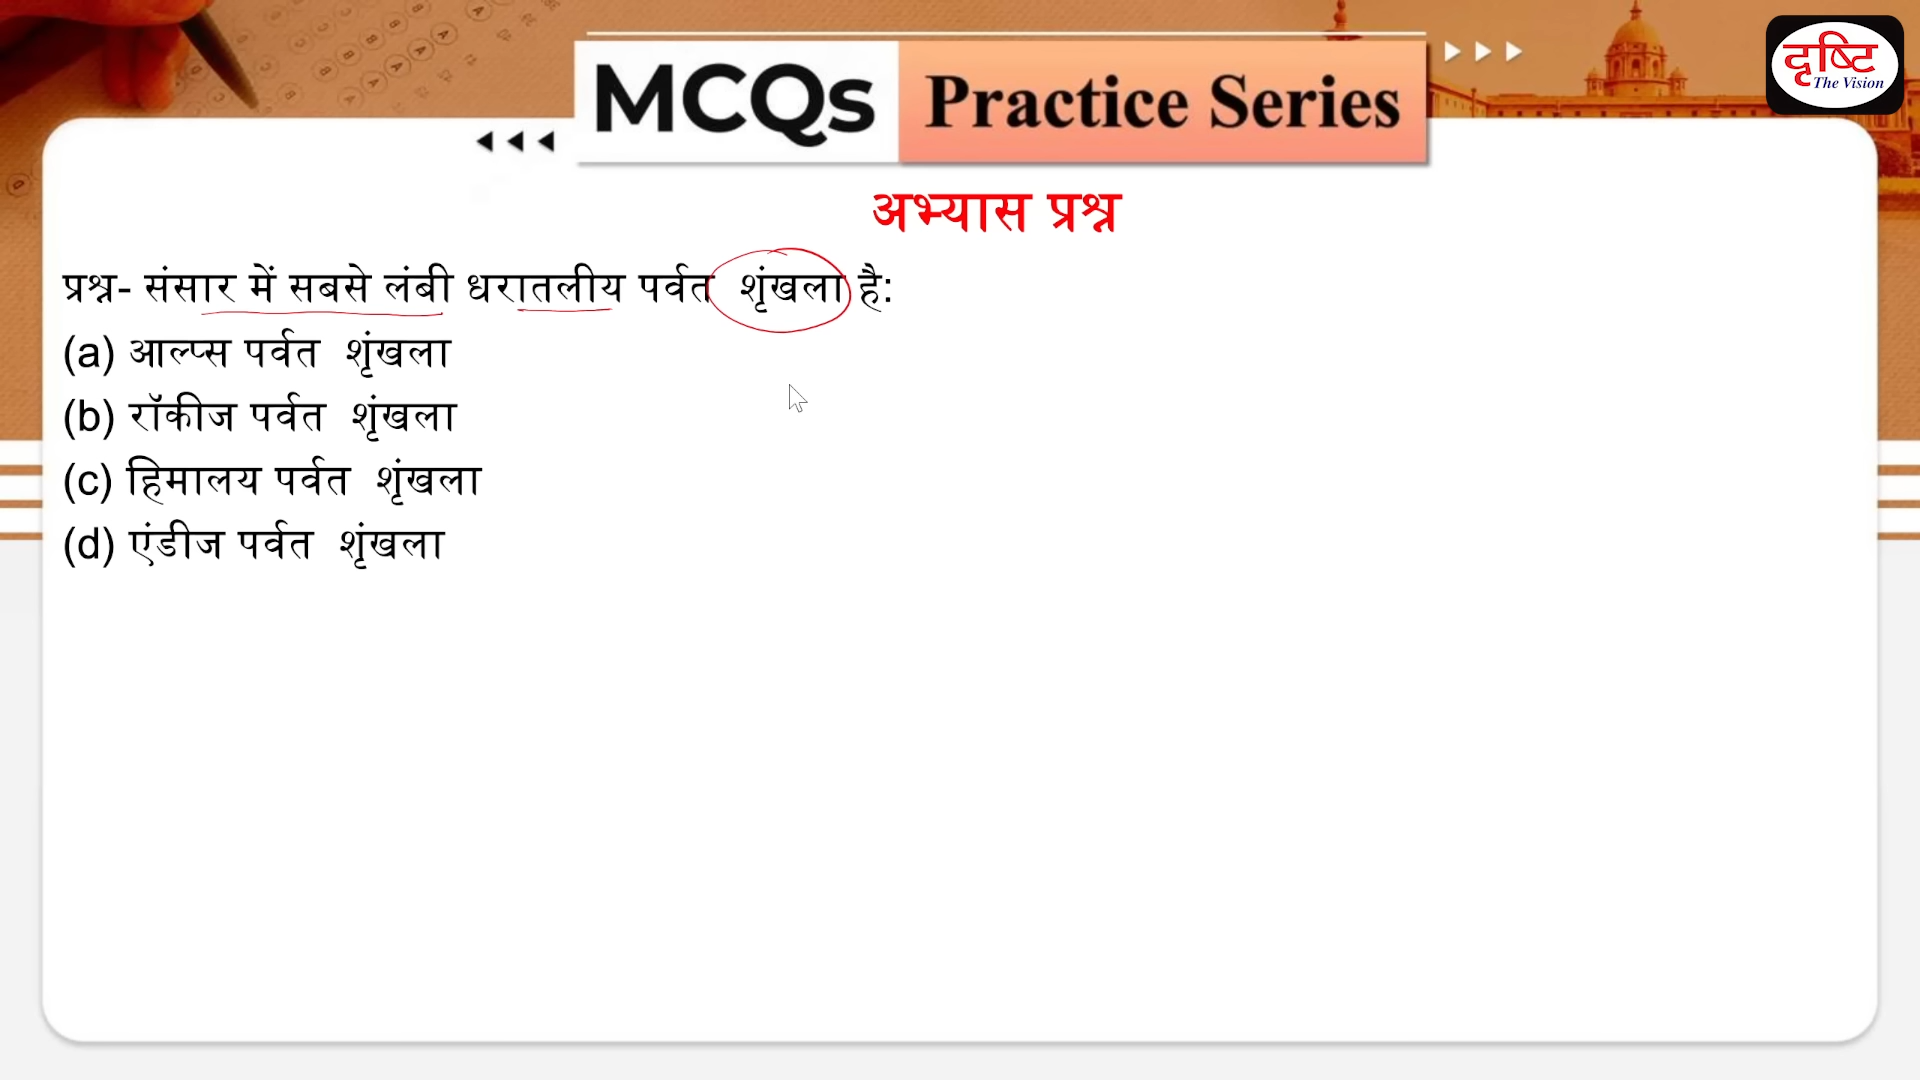 MCQs Practice Series
दृष्टि
The Vision
अभ्यास प्रश्न
प्रश्न- संसार में सबसे लंबी धरातलीय पर्वत शृंखला है:
(a) आल्प्स पर्वत शृंखला
(b) रॉकीज पर्वत शृंखला
(c) हिमालय पर्वत शृंखला
(d) एंडीज पर्वत शृंखला